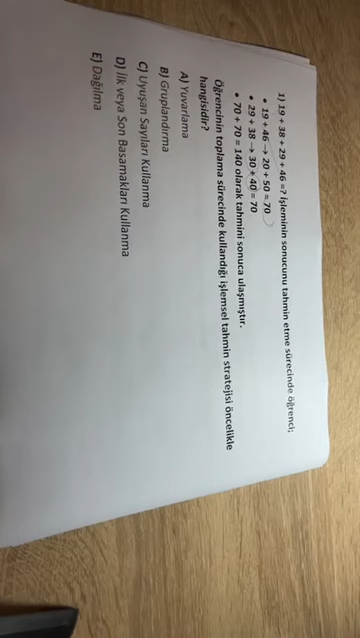 1) 19 + 38 + 29 + 46 =? İşleminin sonucunu tahmin etme sürecinde öğrenci;
• 19 + 46 → 20 + 50 = 70
• 29 + 38 → 30 + 40 = 70
• 70 + 70 = 140 olarak tahmini sonuca ulaşmıştır.
Öğrencinin toplama sürecinde kullandığı işlemsel tahmin stratejisi öncelikle
hangisidir?
A) Yuvarlama
B) Gruplandırma
C) Uyuşan Sayıları Kullanma
D) İlk veya Son Basamakları Kullanma
E) Dağılma